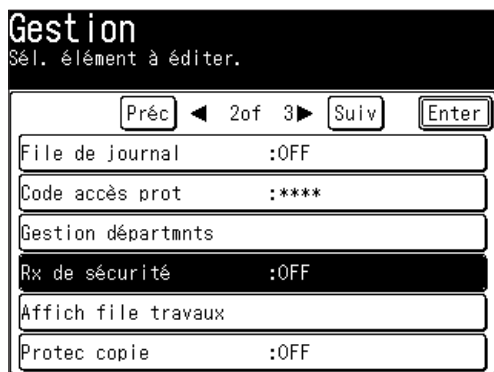 Gestion
Sél. élément à éditer.
Préc ◀ 2of 3▶ Suiv Enter
File de journal :OFF
Code accès prot :****
Gestion départmnts
Rx de sécurité :OFF
Affich file travaux
Protec copie :OFF